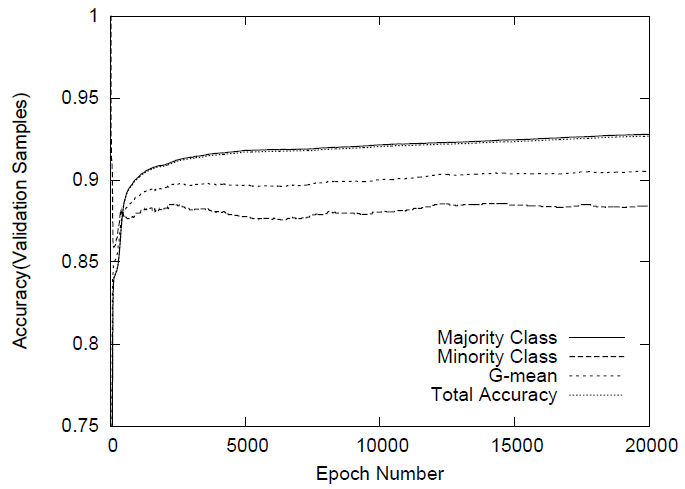 Accuracy(Validation Samples)
1
0.95
0.9
0.85
0.8
0.75
Majority Class
Minority Class
G-mean
Total Accuracy
0 5000 10000 15000 20000
Epoch Number